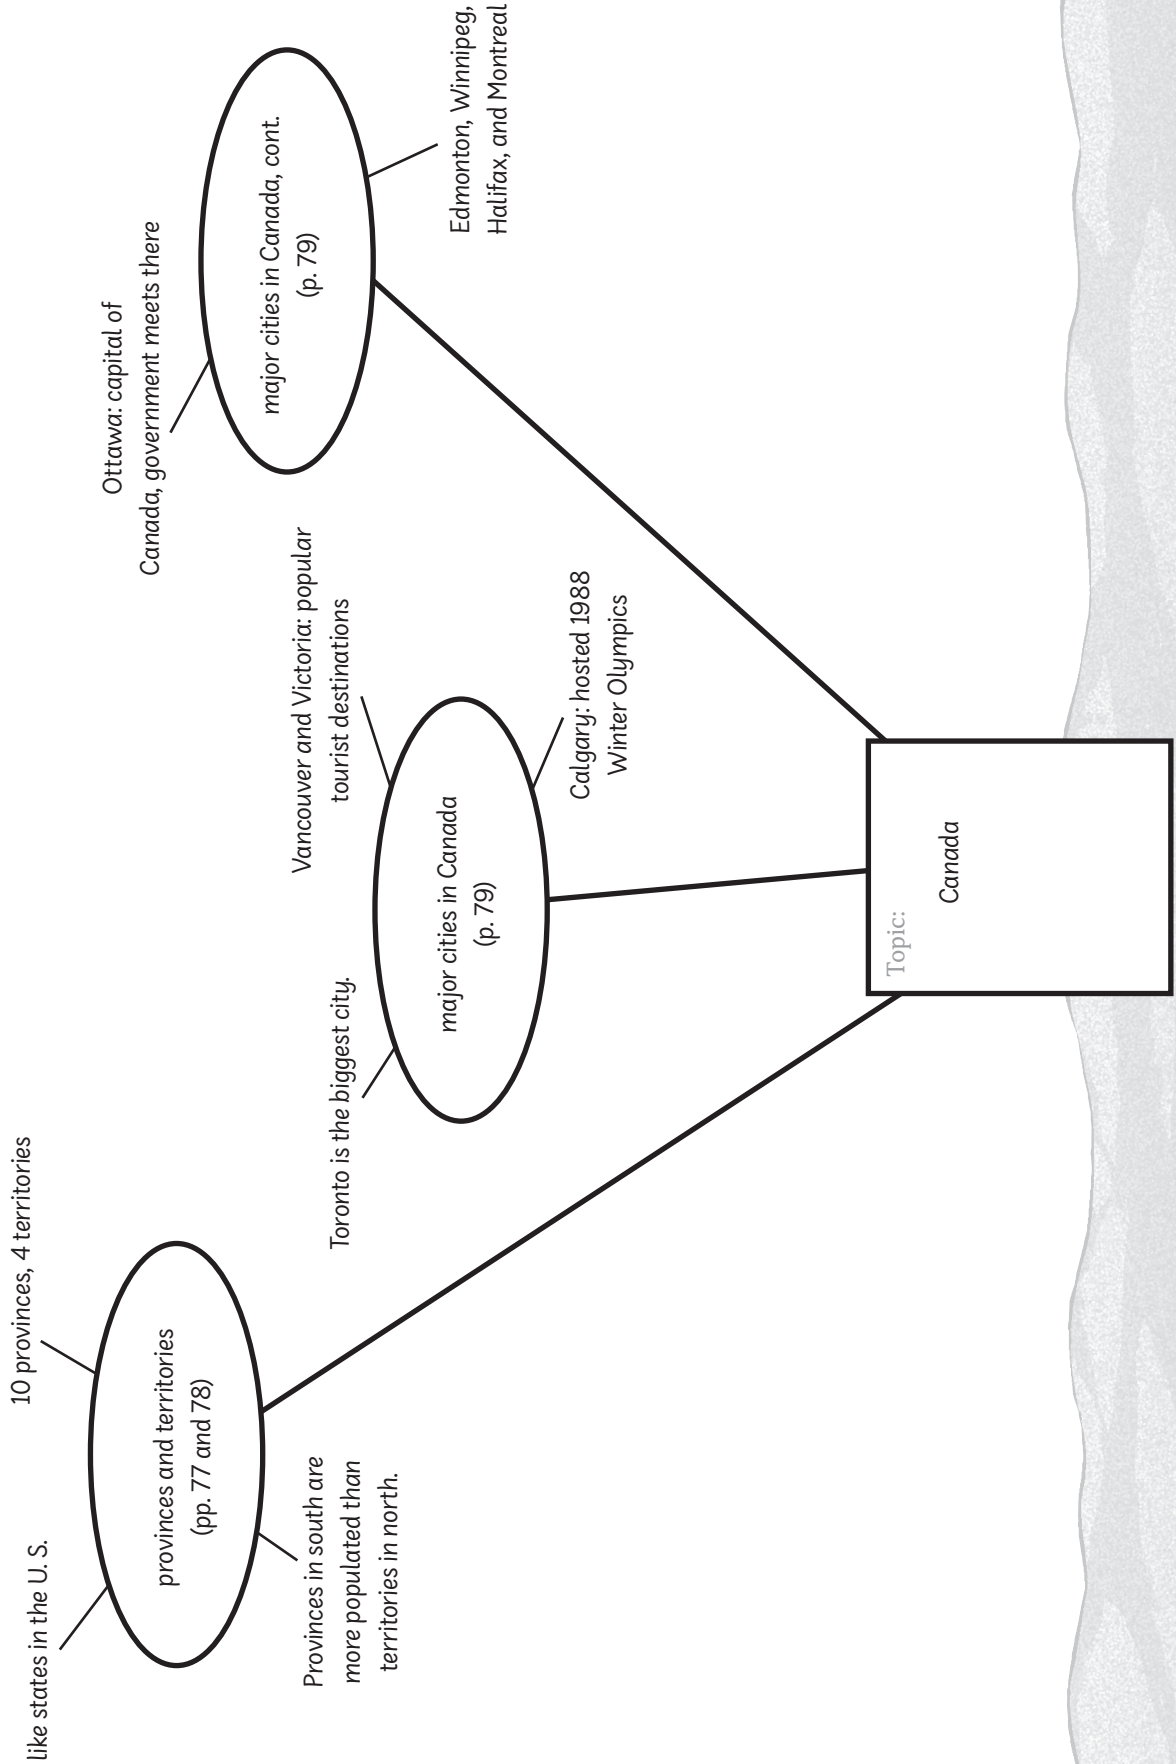 like states in the U. S.
10 provinces, 4 territories
provinces and territories
(pp. 77 and 78)
Provinces in south are
more populated than
territories in north.
Toronto is the biggest city.
Vancouver and Victoria: popular
tourist destinations
major cities in Canada
(p. 79)
Calgary: hosted 1988
Winter Olympics
Ottawa: capital of
Canada, government meets there
major cities in Canada, cont.
(p. 79)
Edmonton, Winnipeg,
Halifax, and Montreal
Topic:
Canada